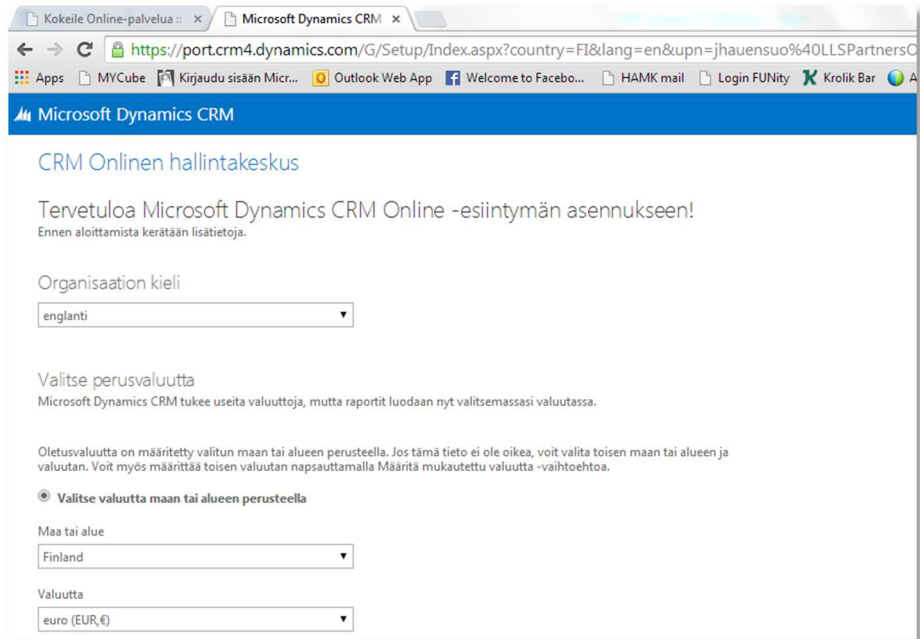 Kokeile Online-palvelua ::
Microsoft Dynamics CRM
https://port.crm4.dynamics.com/G/Setup/Index.aspx?country=FI&lang=en&upn=jhauensuo%40LLSPartnersO
Apps MYCube Kirjaudu sisään Micr... Outlook Web App Welcome to Facebo... HAMK mail Login FUNity Krolik Bar A
Microsoft Dynamics CRM
CRM Onlinen hallintakeskus
Tervetuloa Microsoft Dynamics CRM Online -esiintymän asennukseen!
Ennen aloittamista kerätään lisätietoja.
Organisaation kieli
englanti
Valitse perusvaluutta
Microsoft Dynamics CRM tukee useita valuuttoja, mutta raportit luodaan nyt valitsemassasi valuutassa.
Oletusvaluutta on määritetty valitun maan tai alueen perusteella. Jos tämä tieto ei ole oikea, voit valita toisen maan tai alueen ja
valuutan. Voit myös määrittää toisen valuutan napsauttamalla Määritä mukautettu valuutta -vaihtoehtoa.
Valitse valuutta maan tai alueen perusteella
Maa tai alue
Finland
Valuutta
euro (EUR,€)